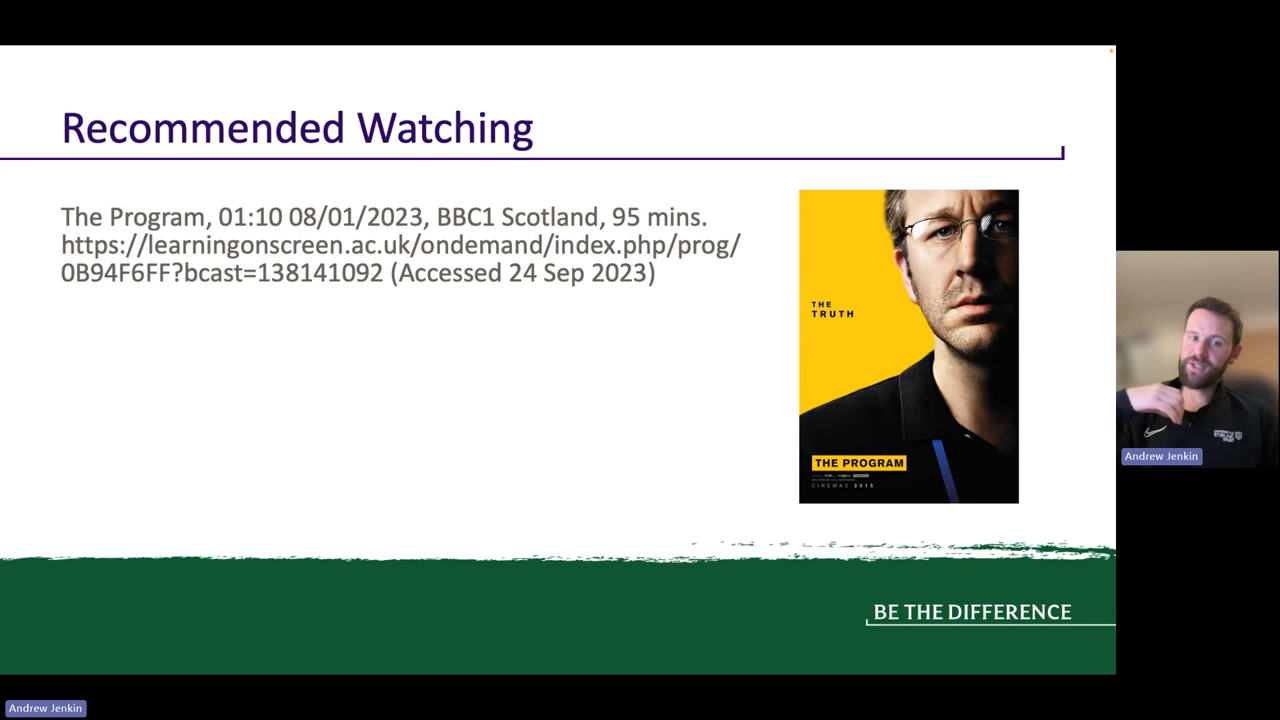 Recommended Watching
The Program, 01:10 08/01/2023, BBC1 Scotland, 95 mins.
https://learningonscreen.ac.uk/ondemand/index.php/prog/
0B94F6FF?bcast=138141092 (Accessed 24 Sep 2023)
THE
TRUTH
THE PROGRAM
CINEMAS 2015
BE THE DIFFERENCE
Andrew Jenkin
Andrew Jenkin